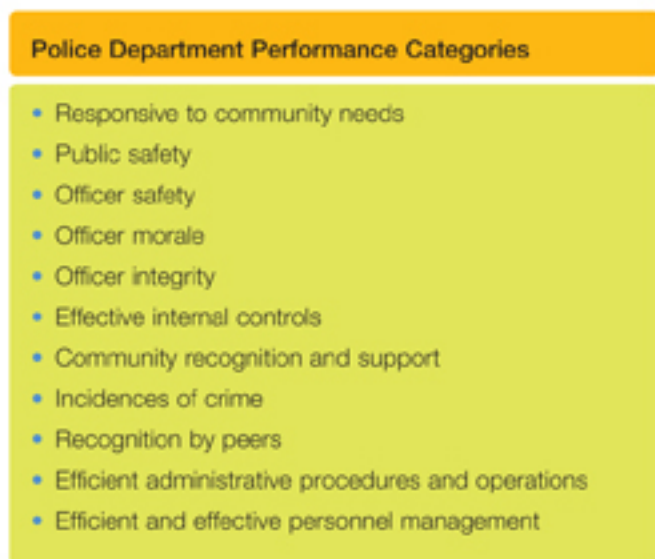 Police Department Performance Categories
• Responsive to community needs
• Public safety
• Officer safety
• Officer morale
• Officer integrity
• Effective internal controls
• Community recognition and support
• Incidences of crime
• Recognition by peers
• Efficient administrative procedures and operations
• Efficient and effective personnel management